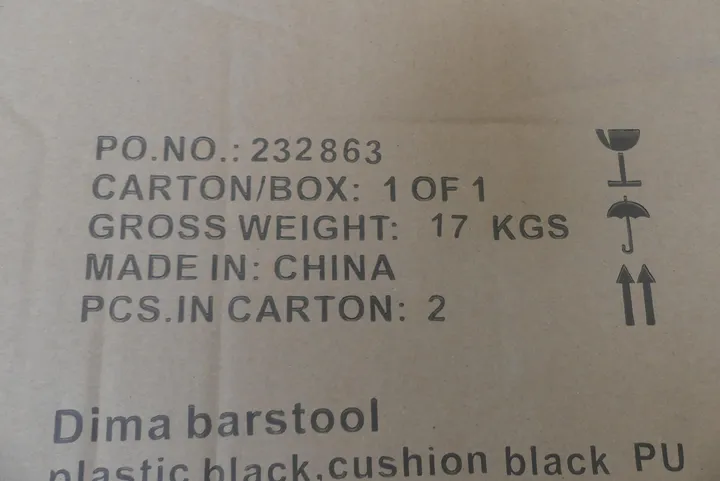 PO.NO.: 232863
CARTON/BOX: 1 OF 1
GROSS WEIGHT: 17 KGS
MADE IN: CHINA
PCS.IN CARTON: 2
Dima barstool
plastic black,cushion black PU